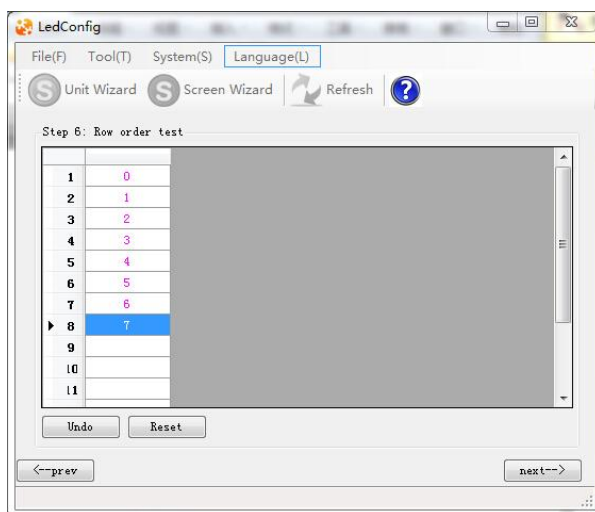 LedConfig
File(F) Tool(T) System(S) Language(L)
Unit Wizard Screen Wizard Refresh
Step 6: Row order test
1 0
2 1
3 2
4 3
5 4
6 5
7 6
8 7
9
10
11
Undo Reset
<--prev next-->